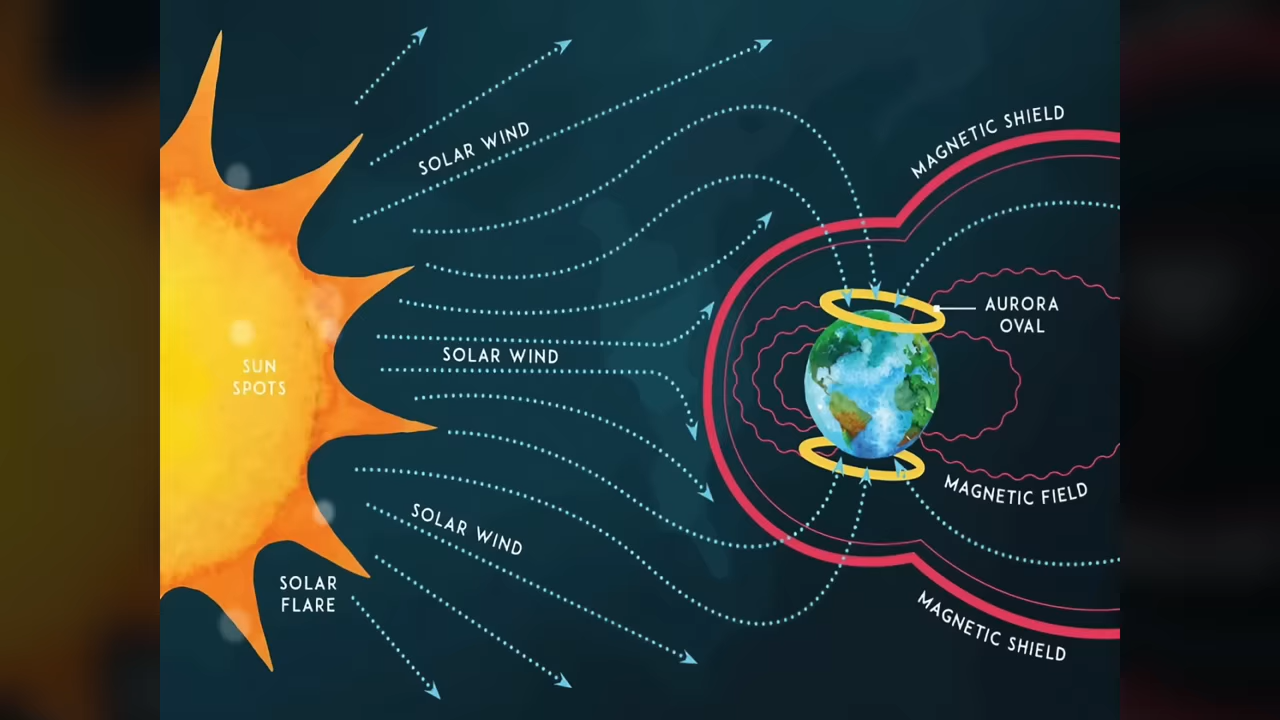 SOLAR WIND
MAGNETIC SHIELD
AURORA
OVAL
SOLAR WIND
SUN
SPOTS
MAGNETIC FIELD
SOLAR WIND
SOLAR
FLARE
MAGNETIC SHIELD